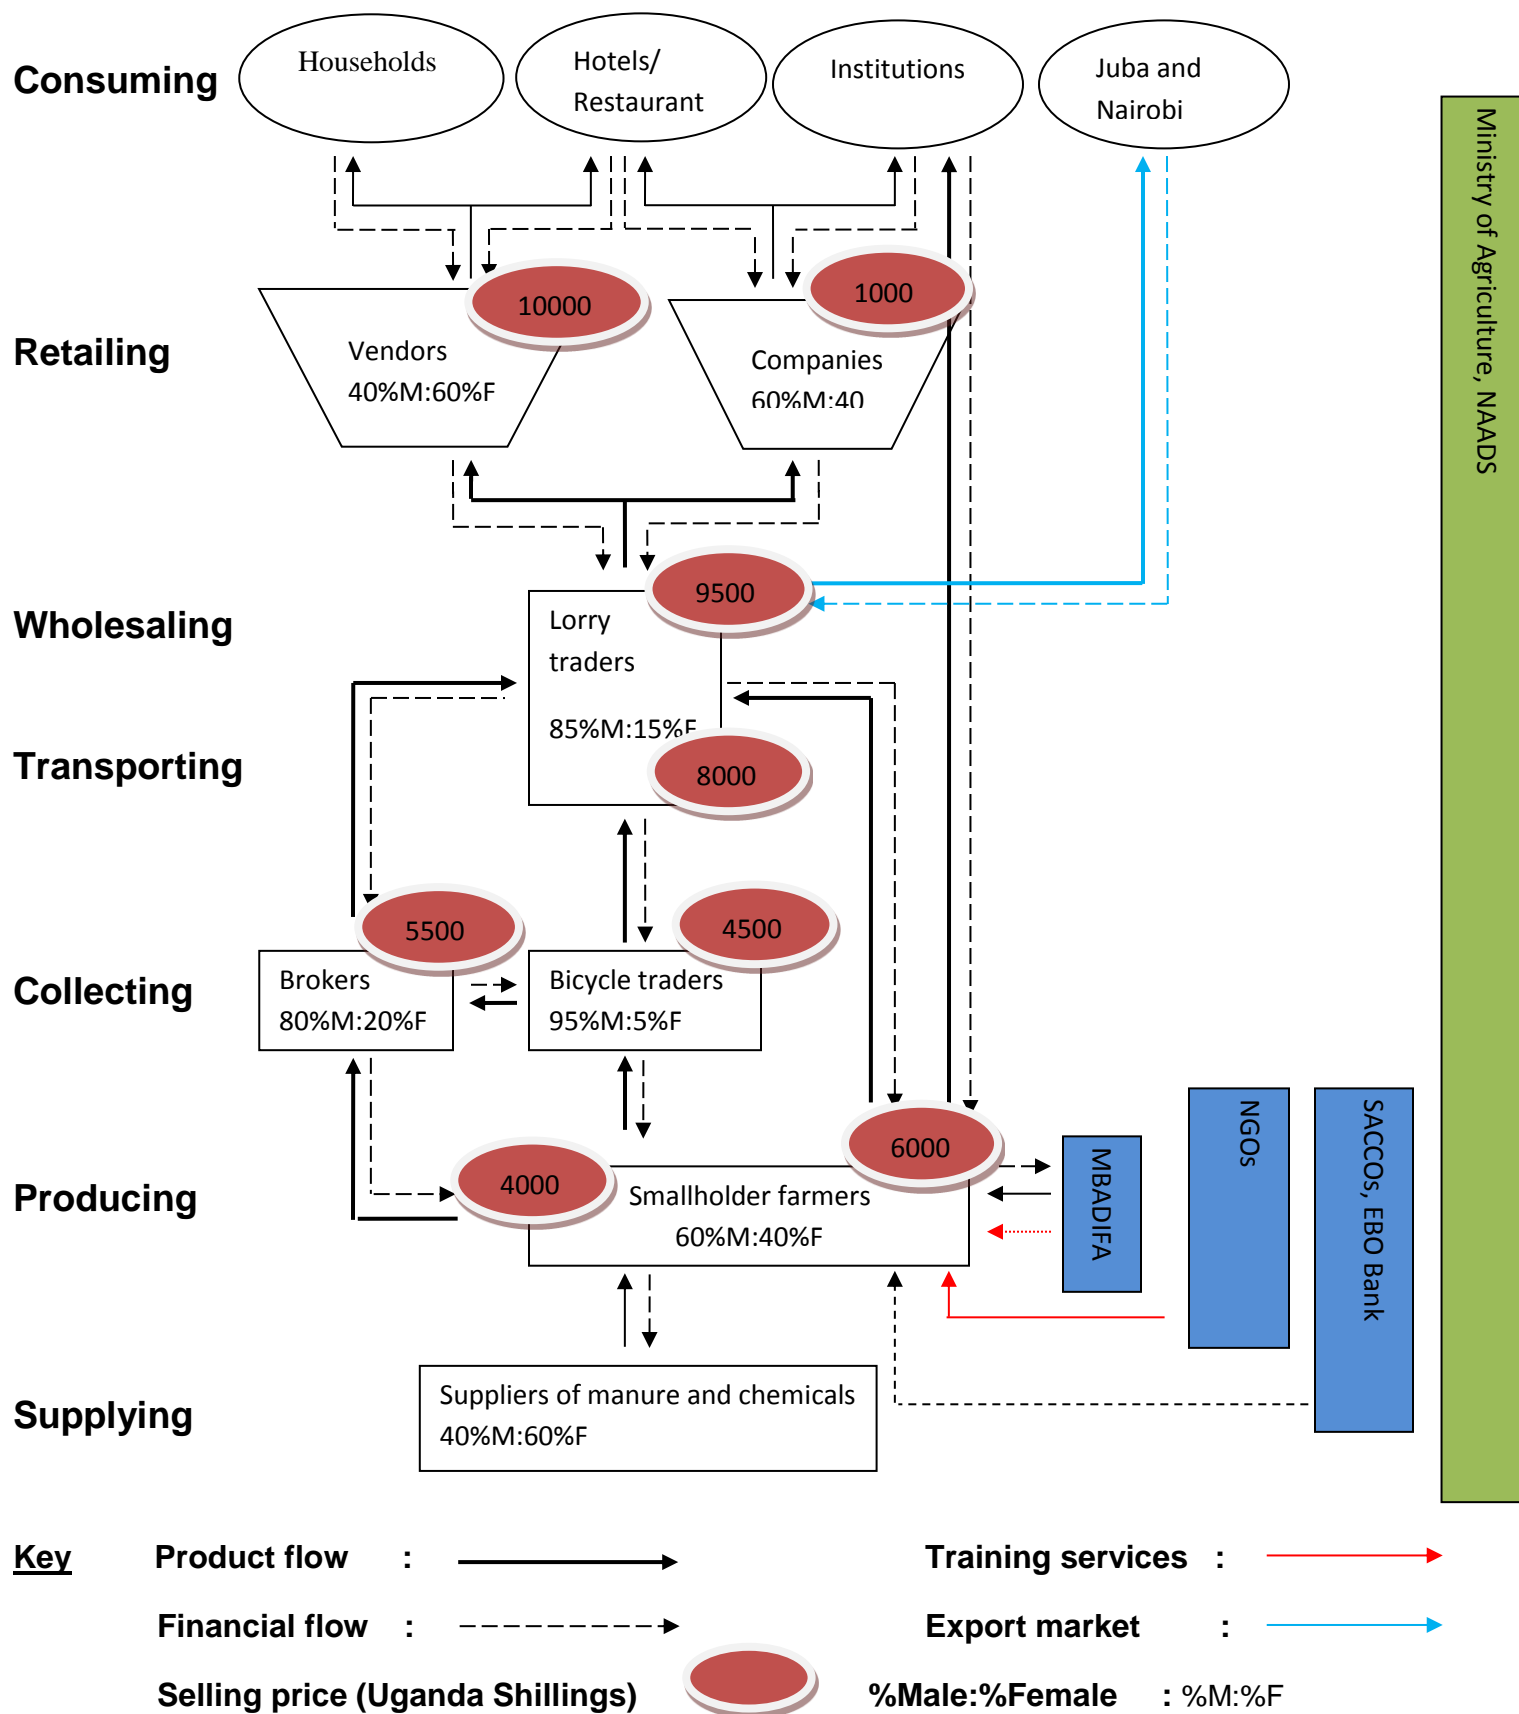 Consuming
Households
Hotels/
Restaurant
Institutions
Juba and
Nairobi
Ministry of Agriculture, NAADS
10000
1000
Retailing
Vendors
40%M:60%F
Companies
60%M:40
9500
Wholesaling
Lorry
traders
85%M:15%F
Transporting
8000
5500
4500
Collecting
Brokers
80%M:20%F
Bicycle traders
95%M:5%F
6000
4000
Producing
Smallholder farmers
60%M:40%F
MBADIFA
NGOs
SACCOs, EBO Bank
Supplying
Suppliers of manure and chemicals
40%M:60%F
Key Product flow :
Training services :
Financial flow :
Export market :
Selling price (Uganda Shillings)
%Male:%Female : %M:%F